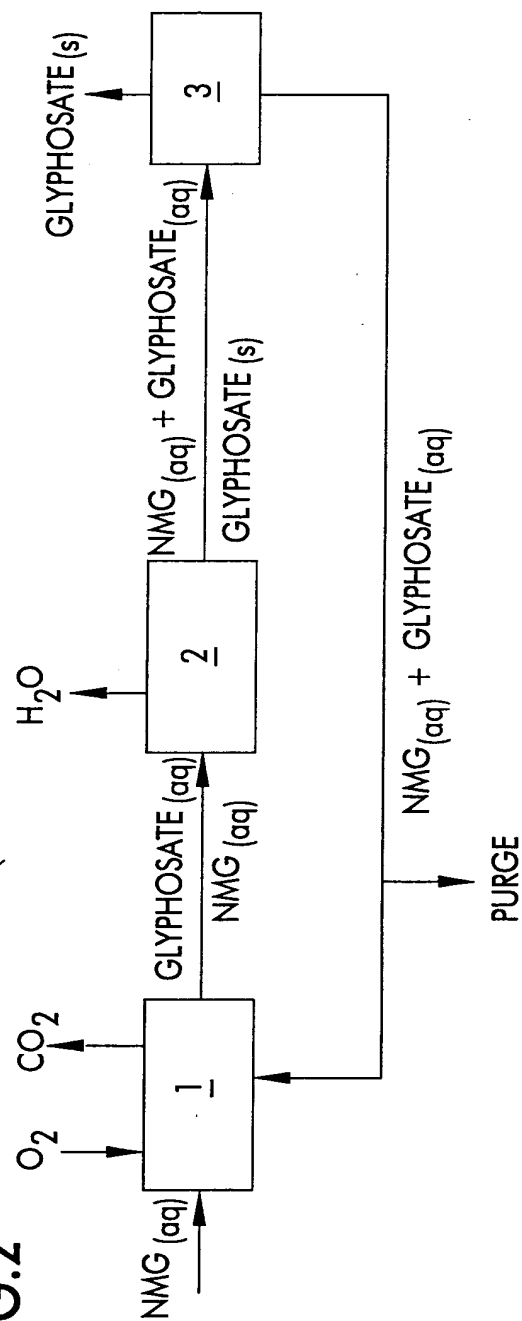 G.2
O2
CO2
NMG (aq)
1
GLYPHOSATE (aq)
NMG (aq)
H2O
2
NMG (aq) + GLYPHOSATE (aq)
GLYPHOSATE (s)
3
GLYPHOSATE (s)
NMG (aq) + GLYPHOSATE (aq)
PURGE